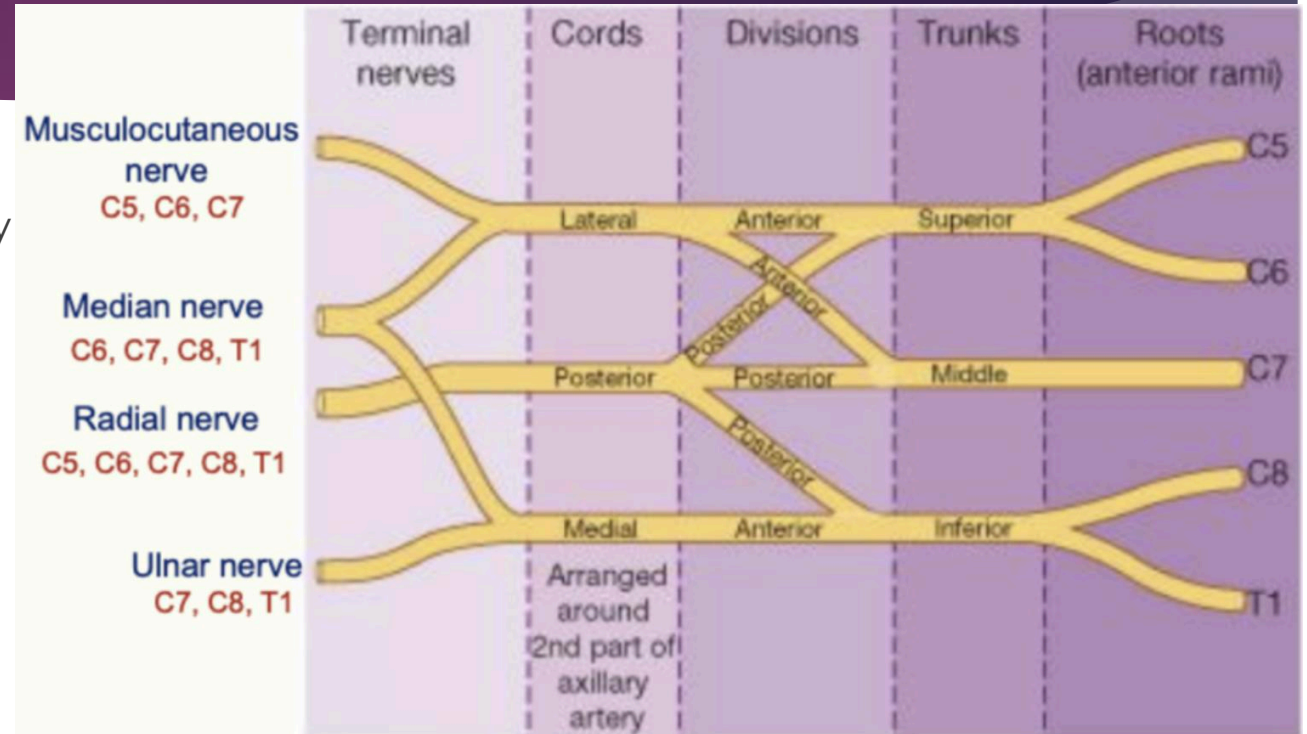 Terminal
nerves
Cords
Divisions
Trunks
Roots
(anterior rami)
Musculocutaneous
nerve
C5, C6, C7
Median nerve
C6, C7, C8, T1
Radial nerve
C5, C6, C7, C8, T1
Ulnar nerve
C7, C8, T1
Lateral
Anterior
Superior
C5
C6
Anterior
Posterior
Posterior
Posterior
Middle
C7
Posterior
C8
Medial
Anterior
Inferior
T1
Arranged
around
2nd part of
axillary
artery
y